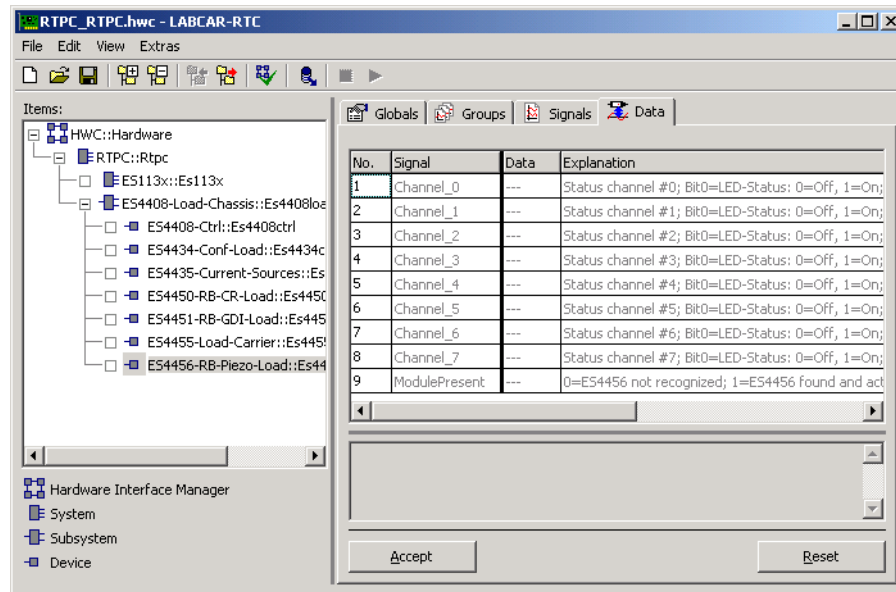 RTPC_RTPC.hwc - LABCAR-RTC
File Edit View Extras
Items:
HWC::Hardware
RTPC::Rtpc
ES113x::Es113x
ES4408-Load-Chassis::Es4408loa
ES4408-Ctrl::Es4408ctrl
ES4434-Conf-Load::Es4434c
ES4435-Current-Sources::Es
ES4450-RB-CR-Load::Es4450
ES4451-RB-GDI-Load::Es445
ES4455-Load-Carrier::Es445
ES4456-RB-Piezo-Load::Es44
Hardware Interface Manager
System
Subsystem
Device
Globals Groups Signals Data
No. Signal Data Explanation
1 Channel_0 --- Status channel #0; Bit0=LED-Status: 0=Off, 1=On;
2 Channel_1 --- Status channel #1; Bit0=LED-Status: 0=Off, 1=On;
3 Channel_2 --- Status channel #2; Bit0=LED-Status: 0=Off, 1=On;
4 Channel_3 --- Status channel #3; Bit0=LED-Status: 0=Off, 1=On;
5 Channel_4 --- Status channel #4; Bit0=LED-Status: 0=Off, 1=On;
6 Channel_5 --- Status channel #5; Bit0=LED-Status: 0=Off, 1=On;
7 Channel_6 --- Status channel #6; Bit0=LED-Status: 0=Off, 1=On;
8 Channel_7 --- Status channel #7; Bit0=LED-Status: 0=Off, 1=On;
9 ModulePresent --- 0=ES4456 not recognized; 1=ES4456 found and act
Accept Reset